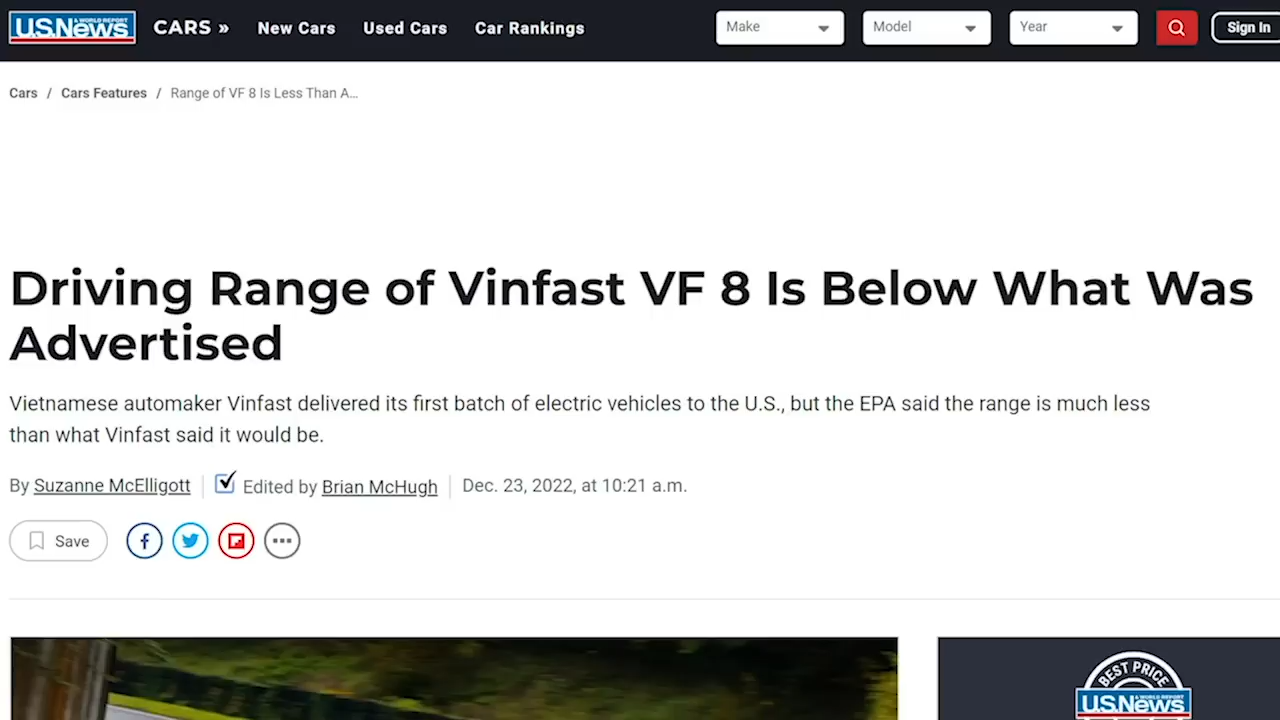 U.S.News & WORLD REPORT CARS » New Cars Used Cars Car Rankings Make Model Year Sign In
Cars / Cars Features / Range of VF 8 Is Less Than A...
Driving Range of Vinfast VF 8 Is Below What Was
Advertised
Vietnamese automaker Vinfast delivered its first batch of electric vehicles to the U.S., but the EPA said the range is much less
than what Vinfast said it would be.
By Suzanne McElligott Edited by Brian McHugh Dec. 23, 2022, at 10:21 a.m.
Save
BEST PRICE
U.S.News & WORLD REPORT